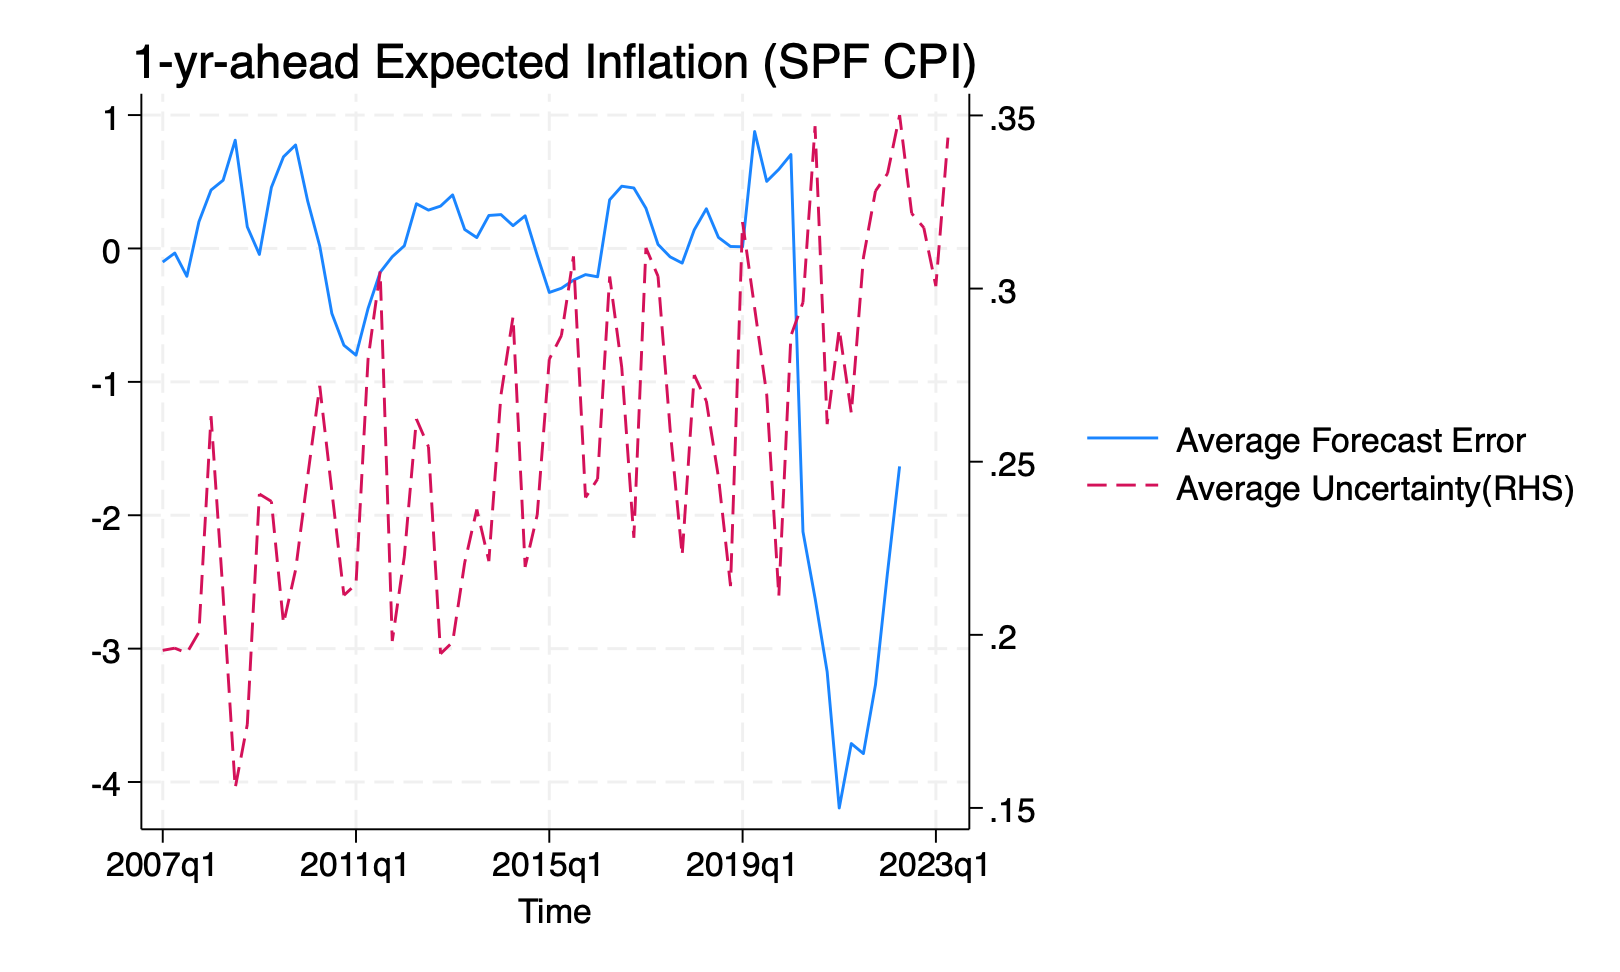 1-yr-ahead Expected Inflation (SPF CPI)
1
0
-1
-2
-3
-4
.35
.3
.25
.2
.15
2007q1 2011q1 2015q1 2019q1 2023q1
Time
Average Forecast Error
Average Uncertainty(RHS)